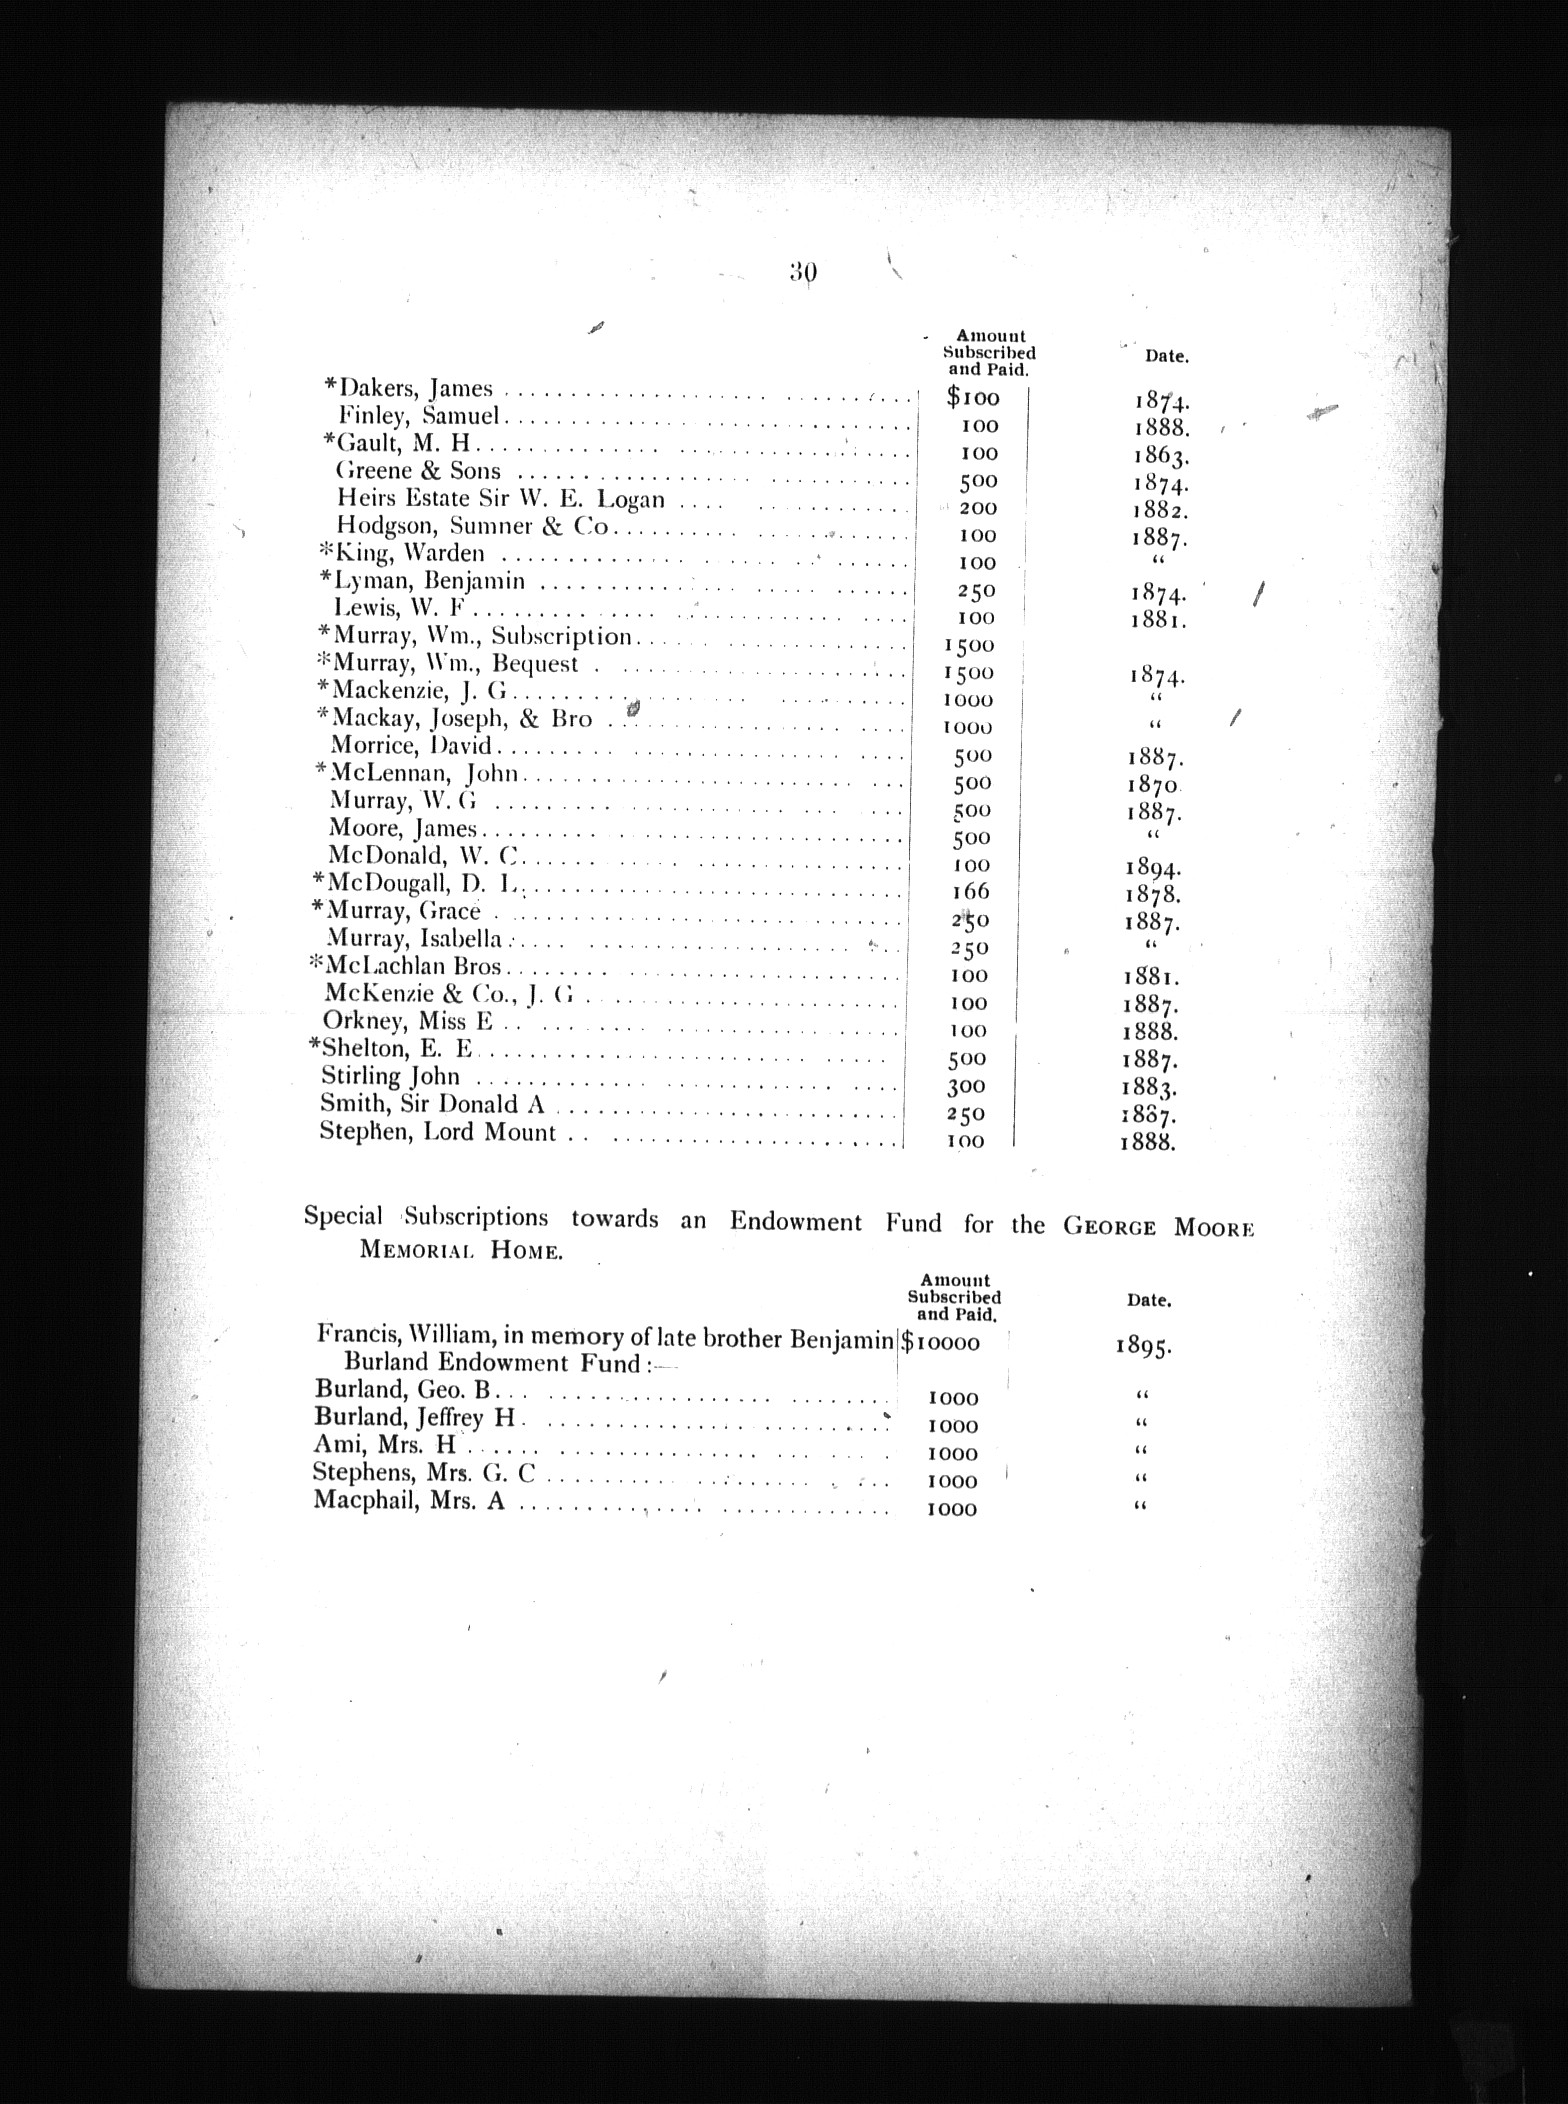 30
Amount
Subscribed
and Paid.
Date.
*Dakers, James $100 1874.
Finley, Samuel 100 1888.
*Gault, M. H. 100 1863.
Greene & Sons 500 1874.
Heirs Estate Sir W. E. Logan 200 1882.
Hodgson, Sumner & Co. 100 1887.
*King, Warden 100 “
*Lyman, Benjamin 250 1874.
Lewis, W. F. 100 1881.
*Murray, Wm., Subscription. 1500
*Murray, Wm., Bequest 1500 1874.
*Mackenzie, J. G. 1000 “
*Mackay, Joseph, & Bro 1000 “
Morrice, David 500 1887.
*McLennan, John 500 1870
Murray, W. G 500 1887.
Moore, James 500 “
McDonald, W. C. 100 1894.
*McDougall, D. L. 166 1878.
*Murray, Grace 250 1887.
Murray, Isabella 250 “
*McLachlan Bros. 100 1881.
McKenzie & Co., J. G 100 1887.
Orkney, Miss E 100 1888.
*Shelton, E. E 500 1887.
Stirling John 300 1883.
Smith, Sir Donald A 250 1887.
Stephen, Lord Mount 100 1888.
Special Subscriptions towards an Endowment Fund for the GEORGE MOORE
MEMORIAL HOME.
Amount
Subscribed
and Paid.
Date.
Francis, William, in memory of late brother Benjamin $10000 1895.
Burland Endowment Fund :—
Burland, Geo. B. 1000 “
Burland, Jeffrey H. 1000 “
Ami, Mrs. H 1000 “
Stephens, Mrs. G. C 1000 “
Macphail, Mrs. A 1000 “